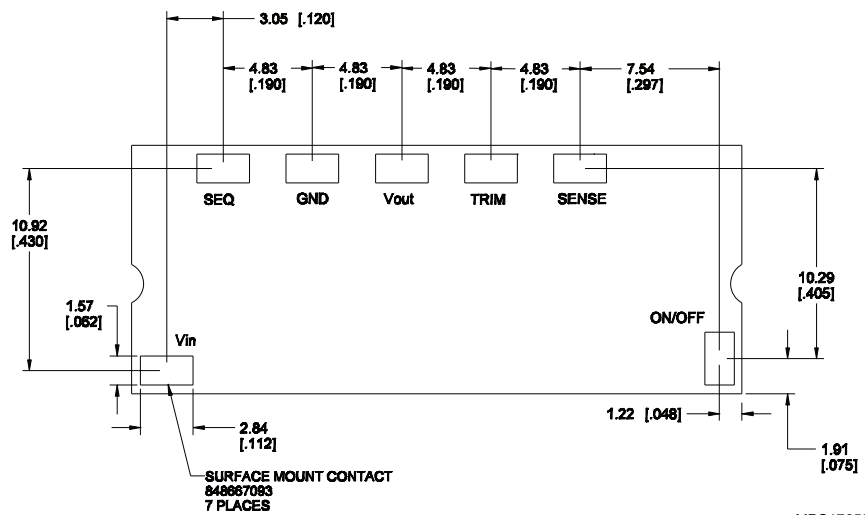 3.05 [.120]
4.83
[.190]
4.83
[.190]
4.83
[.190]
4.83
[.190]
7.54
[.297]
SEQ
GND
Vout
TRIM
SENSE
10.92
[.430]
10.29
[.405]
1.57
[.062]
Vin
ON/OFF
2.84
[.112]
1.22 [.048]
1.91
[.075]
SURFACE MOUNT CONTACT
848667093
7 PLACES